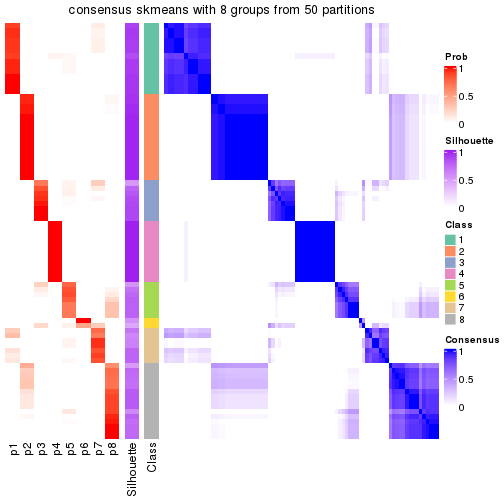 consensus skmeans with 8 groups from 50 partitions
Prob
1
0.5
0
Silhouette
1
0.5
0
Class
1
2
3
4
5
6
7
8
Consensus
1
0.5
0
p1
p2
p3
p4
p5
p6
p7
p8
Silhouette
Class